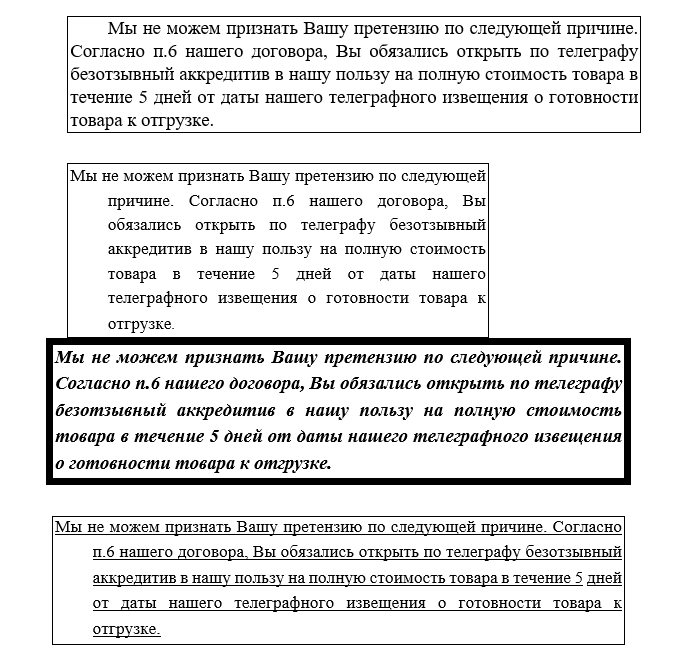 Мы не можем признать Вашу претензию по следующей причине.
Согласно п.6 нашего договора, Вы обязались открыть по телеграфу
безотзывный аккредитив в нашу пользу на полную стоимость товара в
течение 5 дней от даты нашего телеграфного извещения о готовности
товара к отгрузке.
Мы не можем признать Вашу претензию по следующей
причине. Согласно п.6 нашего договора, Вы
обязались открыть по телеграфу безотзывный
аккредитив в нашу пользу на полную стоимость
товара в течение 5 дней от даты нашего
телеграфного извещения о готовности товара к
отгрузке.
Мы не можем признать Вашу претензию по следующей причине.
Согласно п.6 нашего договора, Вы обязались открыть по телеграфу
безотзывный аккредитив в нашу пользу на полную стоимость
товара в течение 5 дней от даты нашего телеграфного извещения
о готовности товара к отгрузке.
Мы не можем признать Вашу претензию по следующей причине. Согласно
п.6 нашего договора, Вы обязались открыть по телеграфу безотзывный
аккредитив в нашу пользу на полную стоимость товара в течение 5 дней
от даты нашего телеграфного извещения о готовности товара к
отгрузке.